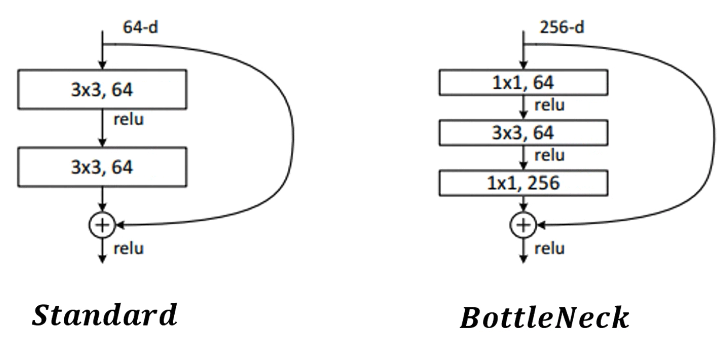 64-d
3x3, 64
relu
3x3, 64
+
relu
Standard
256-d
1x1, 64
relu
3x3, 64
relu
1x1, 256
+
relu
BottleNeck